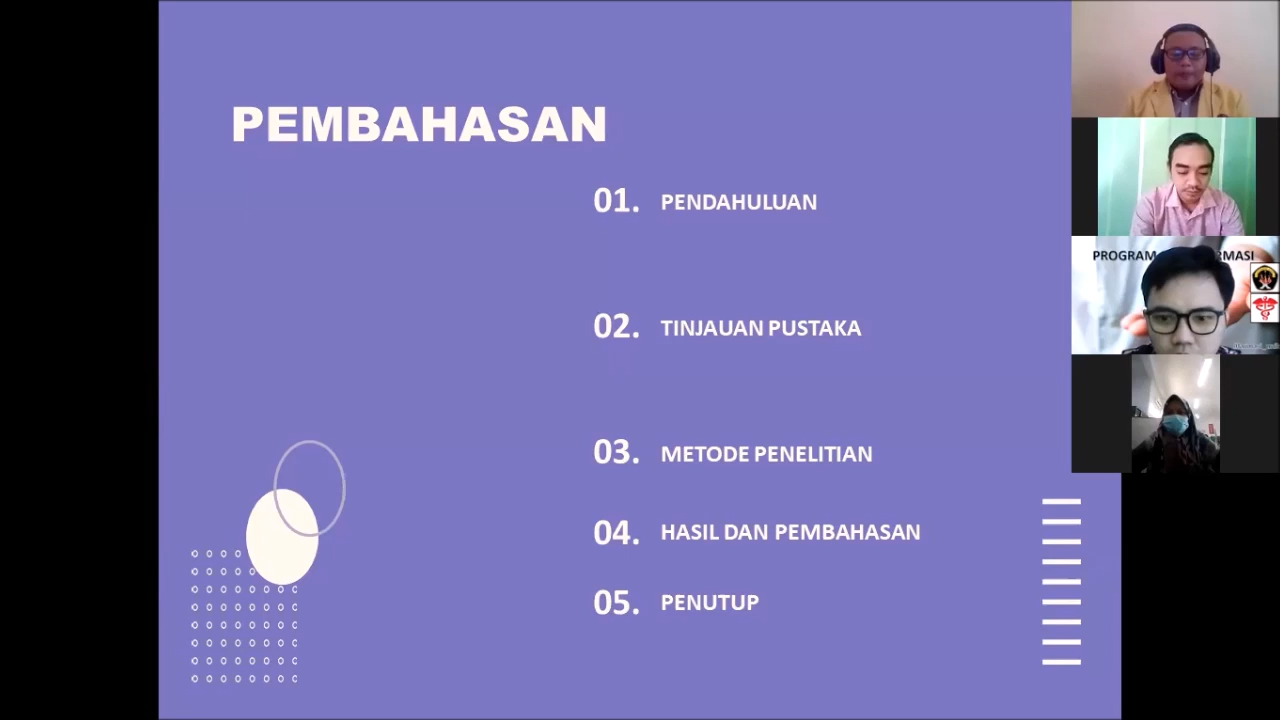 PEMBAHASAN
01. PENDAHULUAN
02. TINJAUAN PUSTAKA
03. METODE PENELITIAN
04. HASIL DAN PEMBAHASAN
05. PENUTUP
PROGRAM RMASI